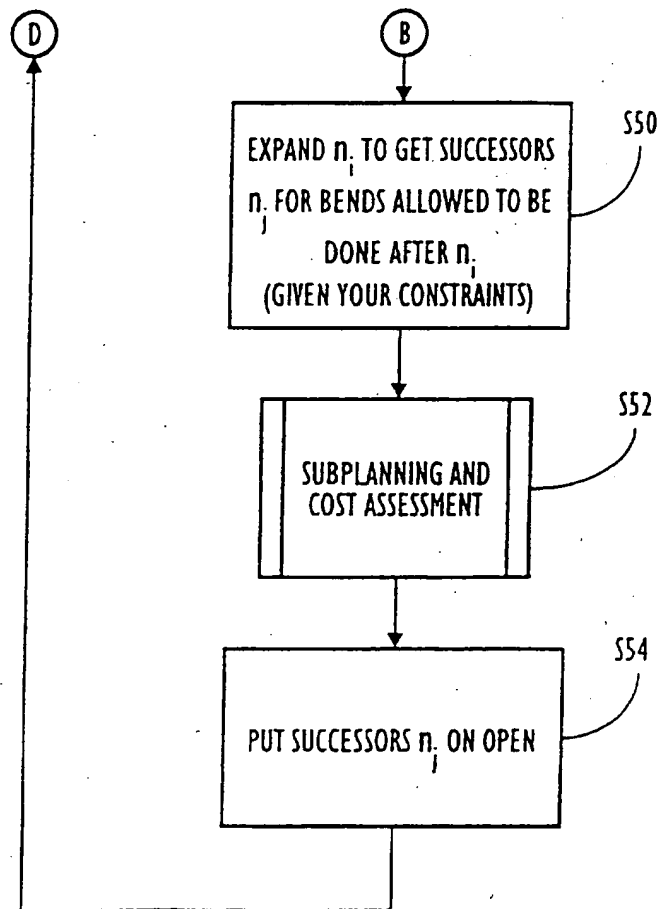 D
B
S50
EXPAND n_i TO GET SUCCESSORS
n_j FOR BENDS ALLOWED TO BE
DONE AFTER n_i
(GIVEN YOUR CONSTRAINTS)
S52
SUBPLANNING AND
COST ASSESSMENT
S54
PUT SUCCESSORS n_j ON OPEN